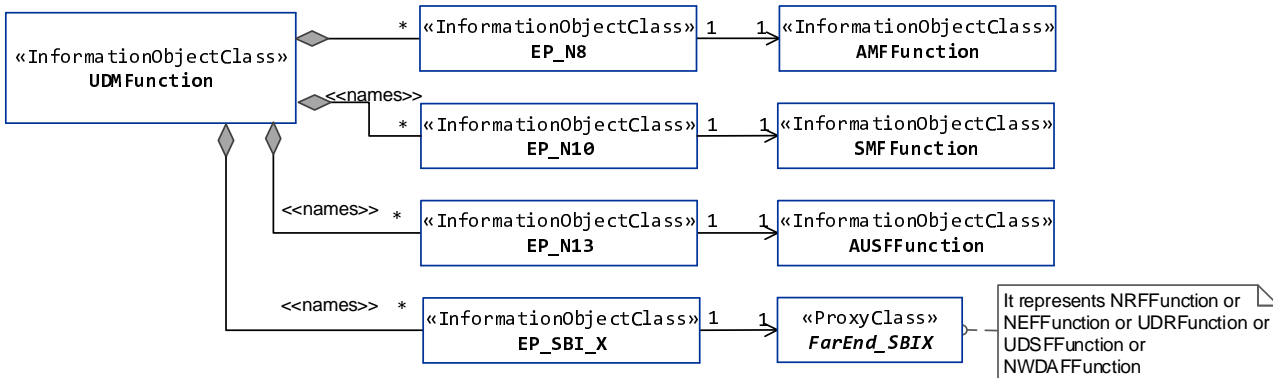 «InformationObjectClass»
UDMFunction
*
«InformationObjectClass»
EP_N8
1
1
«InformationObjectClass»
AMFFunction
<<names>>
*
«InformationObjectClass»
EP_N10
1
1
«InformationObjectClass»
SMFFunction
<<names>>
*
«InformationObjectClass»
EP_N13
1
1
«InformationObjectClass»
AUSFFunction
<<names>>
*
«InformationObjectClass»
EP_SBI_X
1
1
«ProxyClass»
FarEnd_SBIX
It represents NRFFunction or
NEFFunction or UDRFunction or
UDSFFunction or
NWDAFFunction